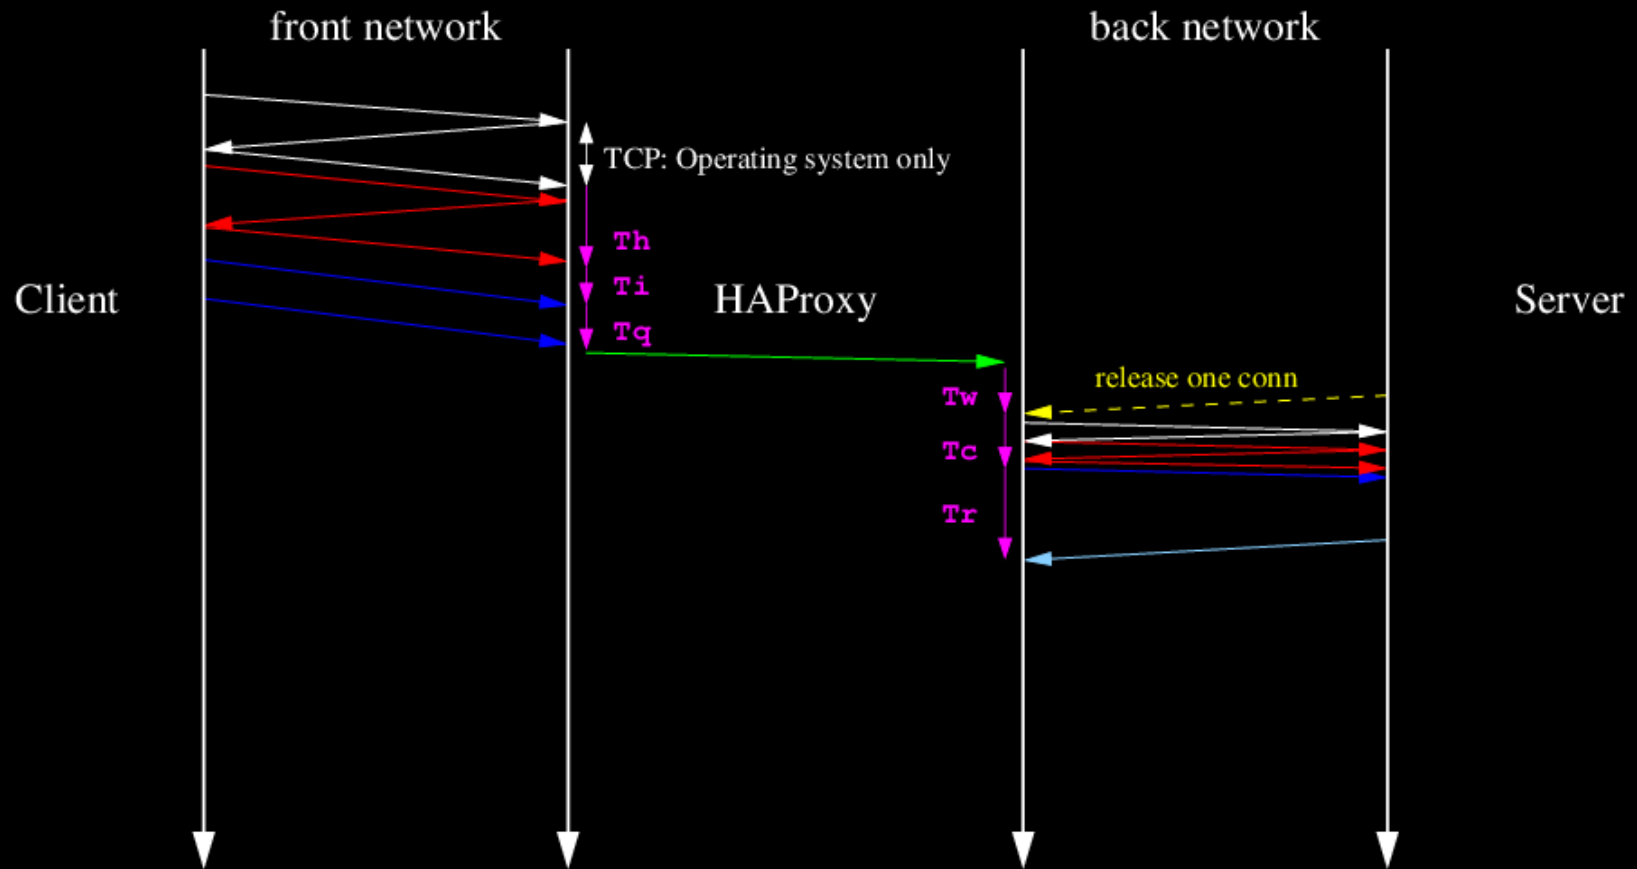 front network
back network
TCP: Operating system only
Th
Ti
Client
HAProxy
Server
Tq
release one conn
Tw
Tc
Tr